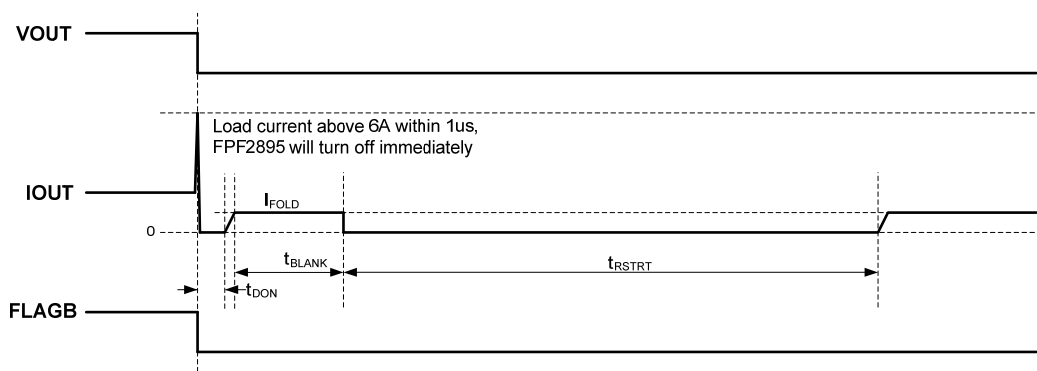 VOUT
Load current above 6A within 1us,
FPF2895 will turn off immediately
IOUT
IFOLD
0
tBLANK
tRSTRT
tDON
FLAGB